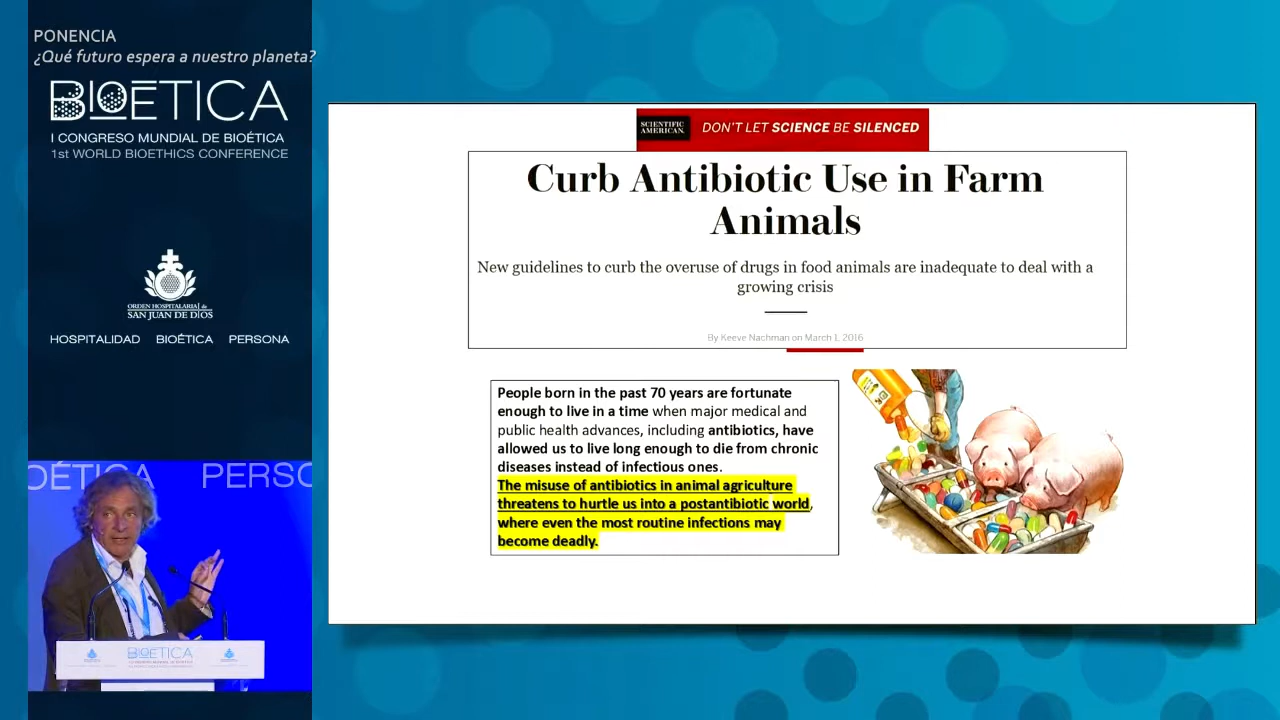 PONENCIA
¿Qué futuro espera a nuestro planeta?
BIOETICA
I CONGRESO MUNDIAL DE BIOÉTICA
1st WORLD BIOETHICS CONFERENCE
ORDEN HOSPITALARIA de
SAN JUAN DE DIOS
HOSPITALIDAD BIOÉTICA PERSONA
OÉTICA PERSO
BIOETICA
SCIENTIFIC
AMERICAN.
DON'T LET SCIENCE BE SILENCED
Curb Antibiotic Use in Farm
Animals
New guidelines to curb the overuse of drugs in food animals are inadequate to deal with a
growing crisis
By Keeve Nachman on March 1, 2016
People born in the past 70 years are fortunate
enough to live in a time when major medical and
public health advances, including antibiotics, have
allowed us to live long enough to die from chronic
diseases instead of infectious ones.
The misuse of antibiotics in animal agriculture
threatens to hurtle us into a postantibiotic world,
where even the most routine infections may
become deadly.